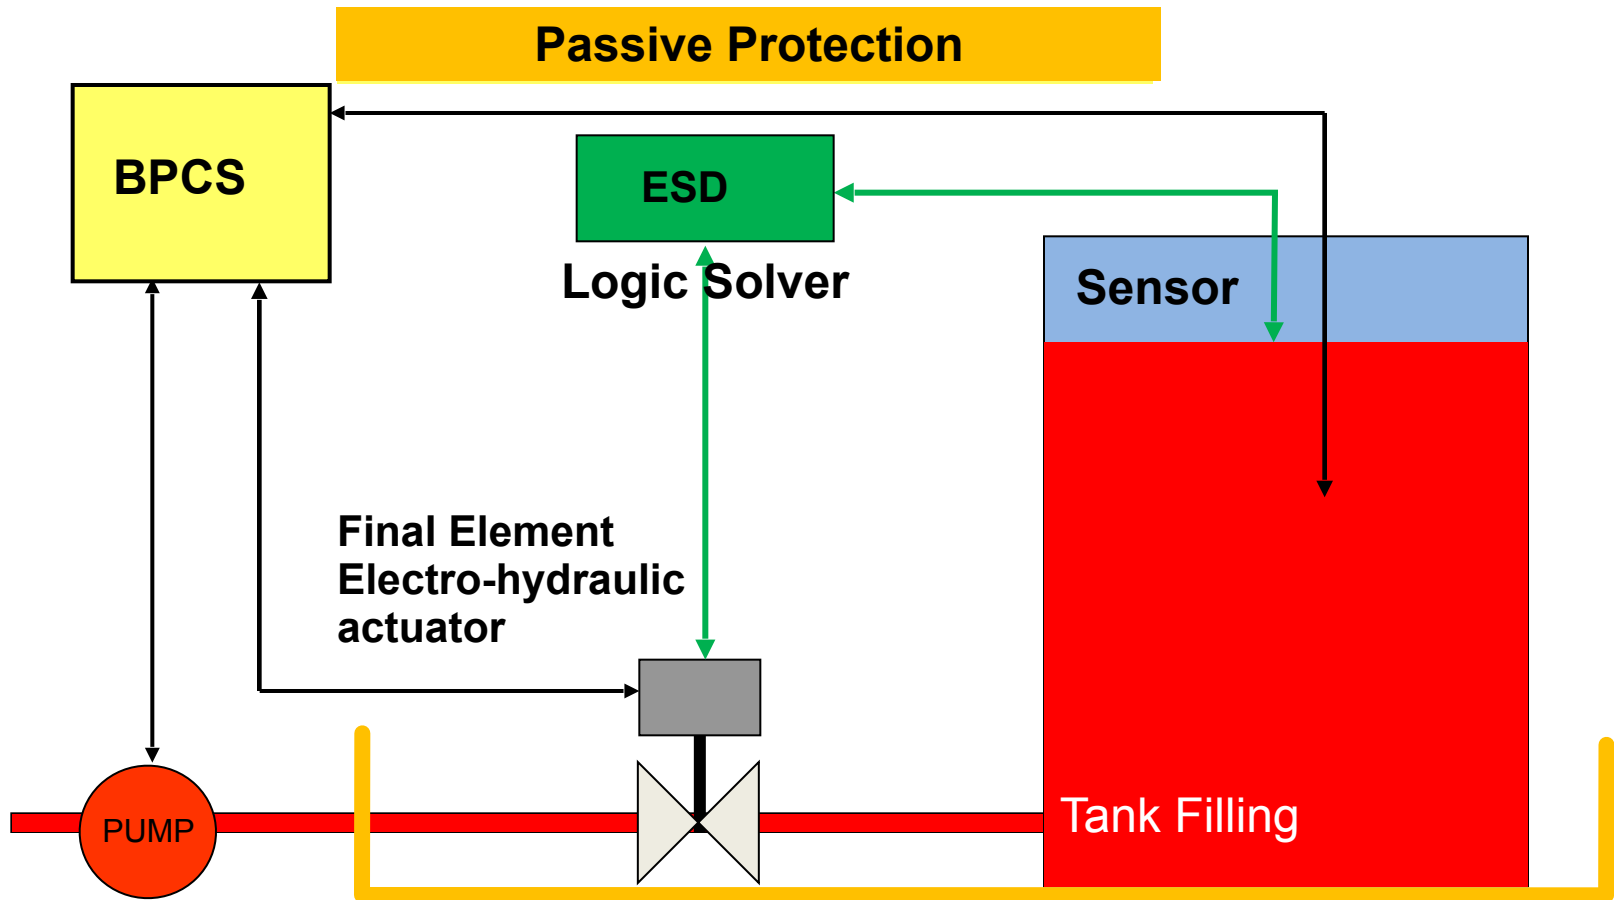 Passive Protection
BPCS
ESD
Logic Solver
Sensor
Final Element
Electro-hydraulic
actuator
PUMP
Tank Filling